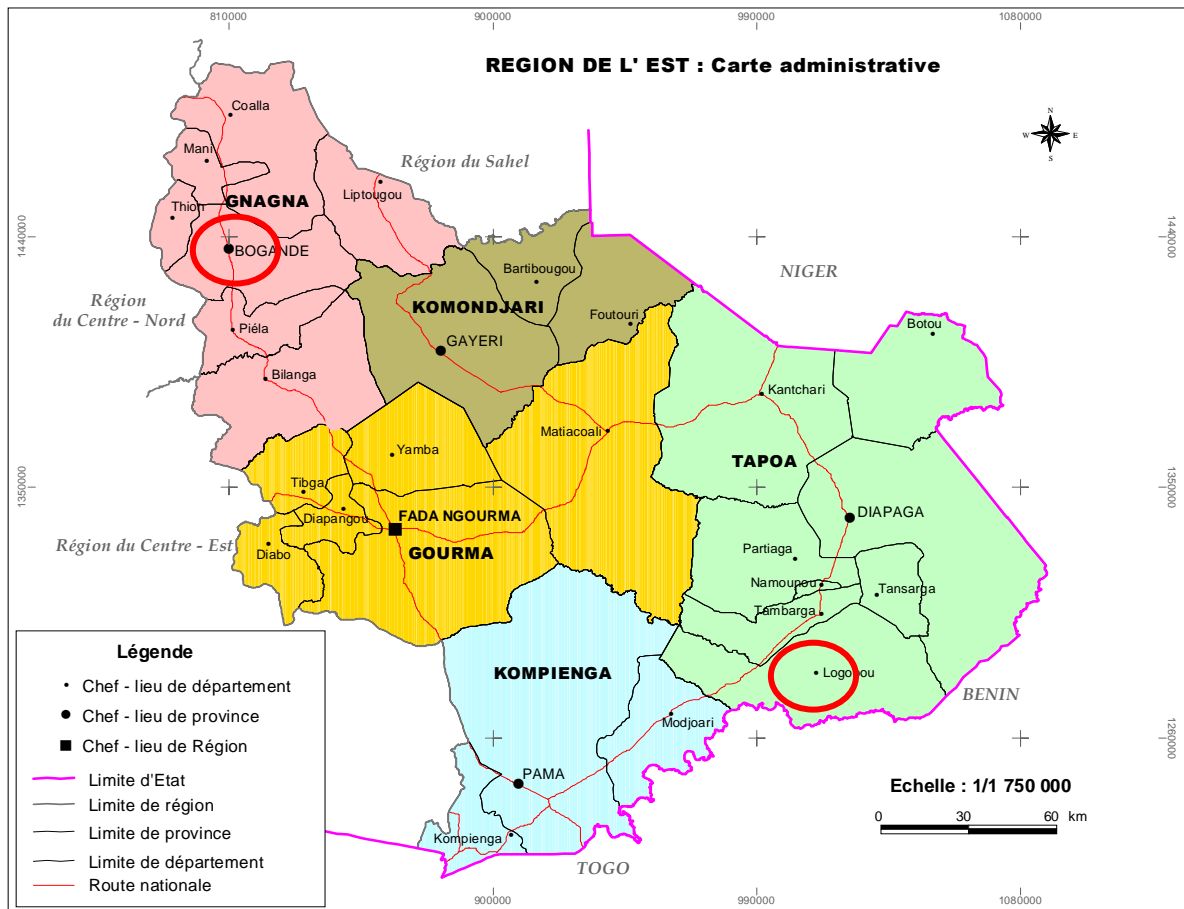 810000
900000
990000
1080000
REGION DE L' EST : Carte administrative
N
W
E
S
Coalla
Mani
Région du Sahel
Liptougou
GNAGNA
Thion
1440000
1440000
BOGANDE
NIGER
Bartibougou
Région
du Centre - Nord
KOMONDJARI
Foutouri
Botou
Piéla
GAYERI
Bilanga
Kantchari
Matiacoali
Yamba
TAPOA
1350000
1350000
Tibga
Diapangou
FADA NGOURMA
DIAPAGA
Région du Centre - Est
Diabo
GOURMA
Partiaga
Namounou
Tansarga
Tambarga
Légende
KOMPIENGA
Logobou
BENIN
Chef - lieu de département
Chef - lieu de province
Modjoari
Chef - lieu de Région
1260000
1260000
PAMA
Limite d'Etat
Echelle : 1/1 750 000
Limite de région
0 30 60 km
Limite de province
Kompienga
Limite de département
TOGO
Route nationale
900000
990000
1080000